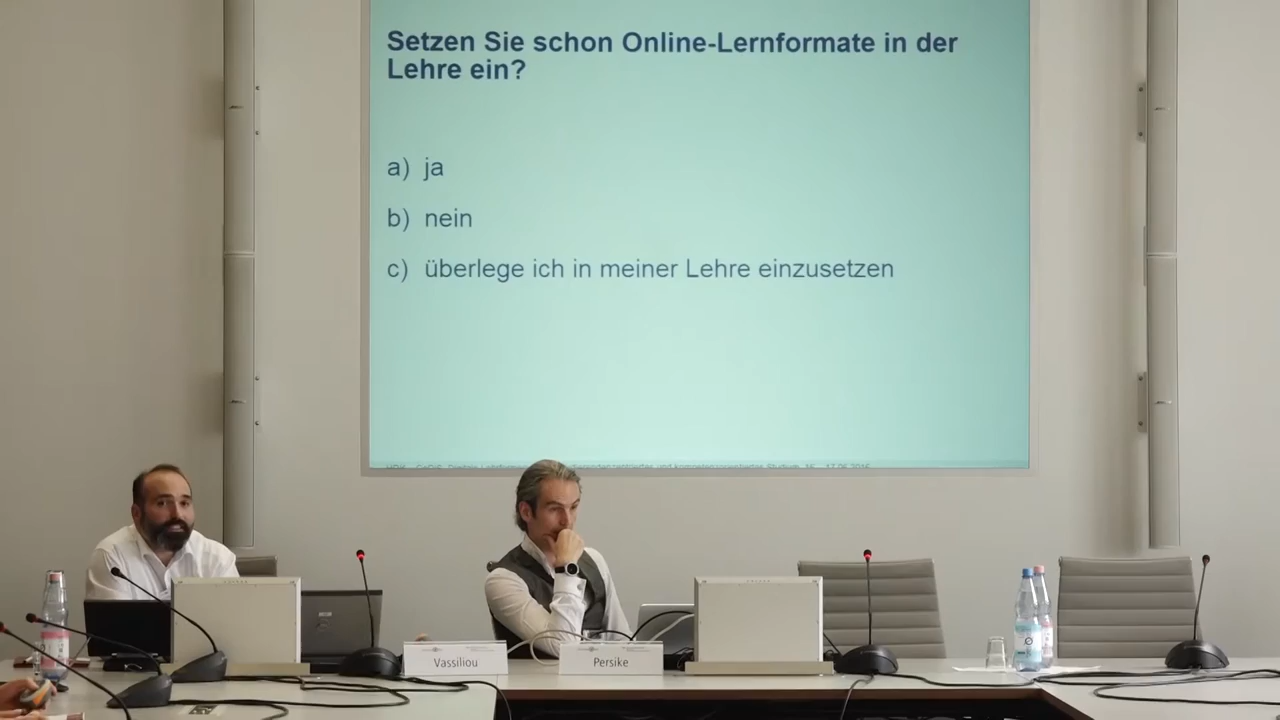 Setzen Sie schon Online-Lernformate in der
Lehre ein?
a) ja
b) nein
c) überlege ich in meiner Lehre einzusetzen
Vassiliou
Persike